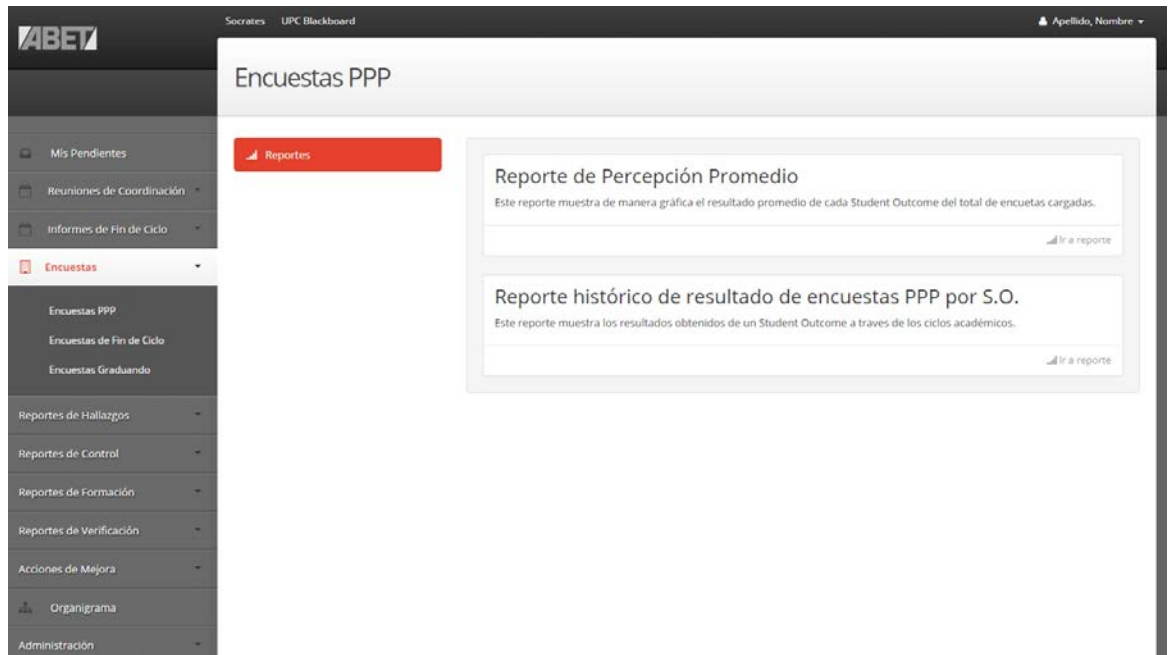 ABET
Socrates UPC Blackboard
Apellido, Nombre
Encuestas PPP
Mis Pendientes
Reuniones de Coordinación
Informes de Fin de Ciclo
Encuestas
Encuestas PPP
Encuestas de Fin de Ciclo
Encuestas Graduando
Reportes de Hallazgos
Reportes de Control
Reportes de Formación
Reportes de Verificación
Acciones de Mejora
Organigrama
Administración
Reportes
Reporte de Percepción Promedio
Este reporte muestra de manera gráfica el resultado promedio de cada Student Outcome del total de encuetas cargadas.
Ir a reporte
Reporte histórico de resultado de encuestas PPP por S.O.
Este reporte muestra los resultados obtenidos de un Student Outcome a traves de los ciclos académicos.
Ir a reporte